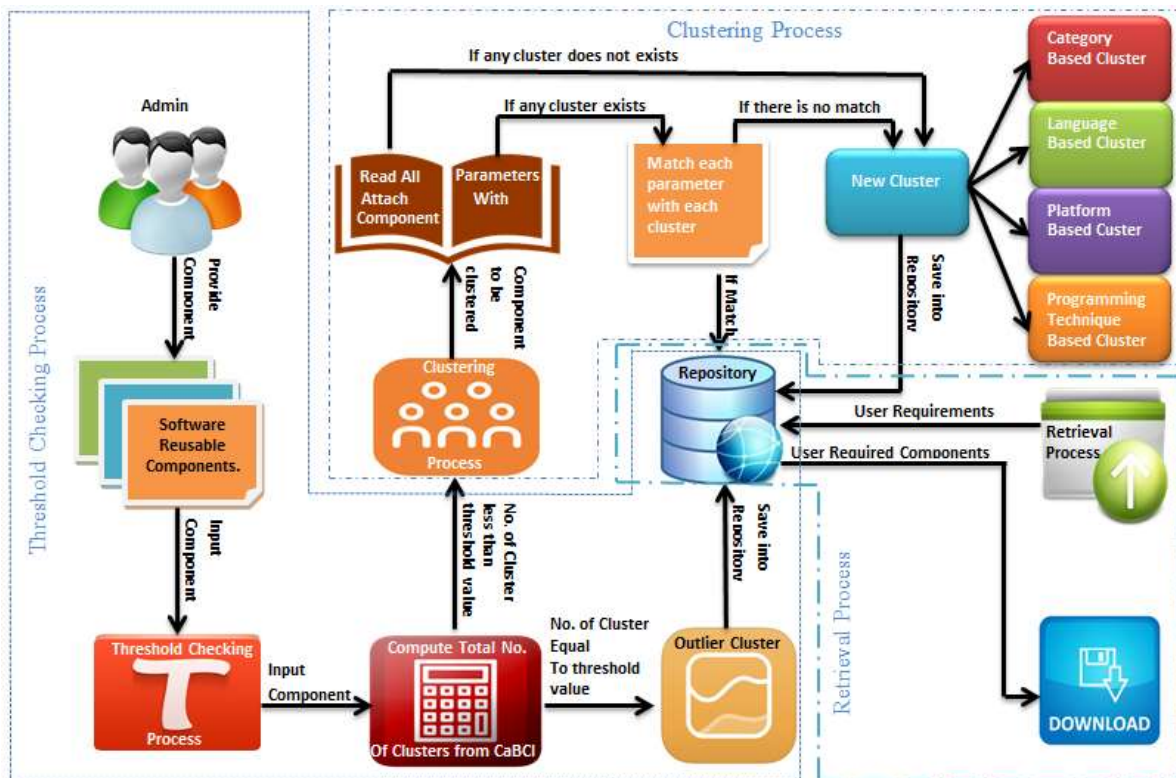 Clustering Process
If any cluster does not exists
Admin
If any cluster exists
If there is no match
Read All
Attach
Component
Parameters
With
Match each
parameter
with each
cluster
New Cluster
Category
Based Cluster
Language
Based Cluster
Platform
Based Custer
Programming
Technique
Based Cluster
Threshold Checking Process
Provide
Component
Component
to be
clustered
If Match
Save into
Repository
Software
Reusable
Components.
Clustering
Process
Repository
User Requirements
User Required Components
Retrieval
Process
Input
Component
No. of Cluster
less than
threshold value
Save into
Repository
Retrieval Process
Threshold Checking
Process
Input
Component
Compute Total No.
Of Clusters from CaBCl
No. of Cluster
Equal
To threshold
value
Outlier Cluster
DOWNLOAD